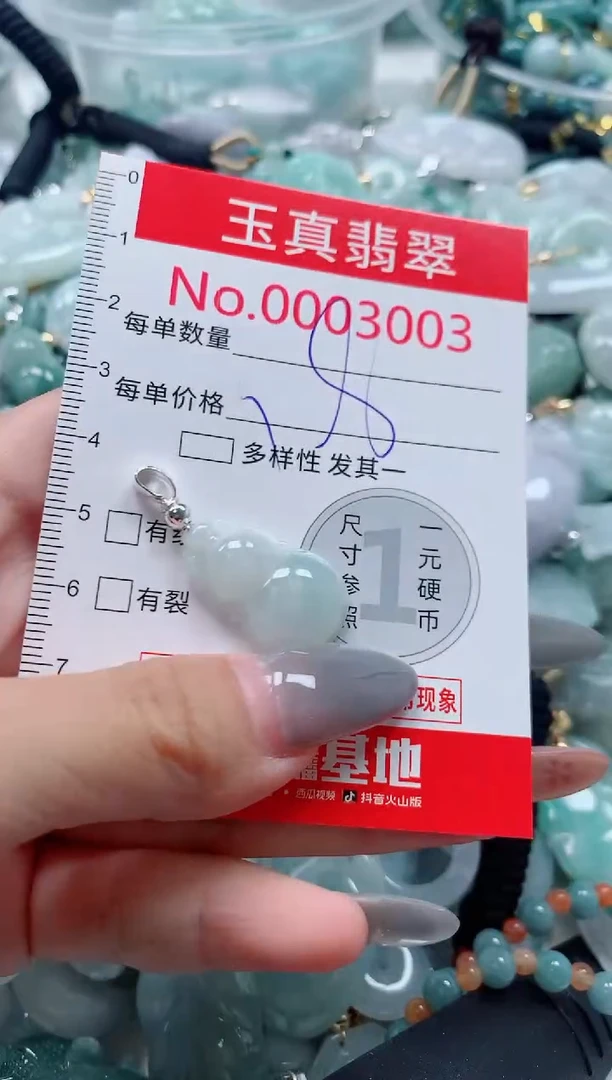 玉真翡翠
No.0003003
每单数量
每单价格
多样性 发其一
有
有裂
尺寸参照
一元硬币
1
现象
基地
西瓜视频 抖音火山版
0
1
2
3
4
5
6
7